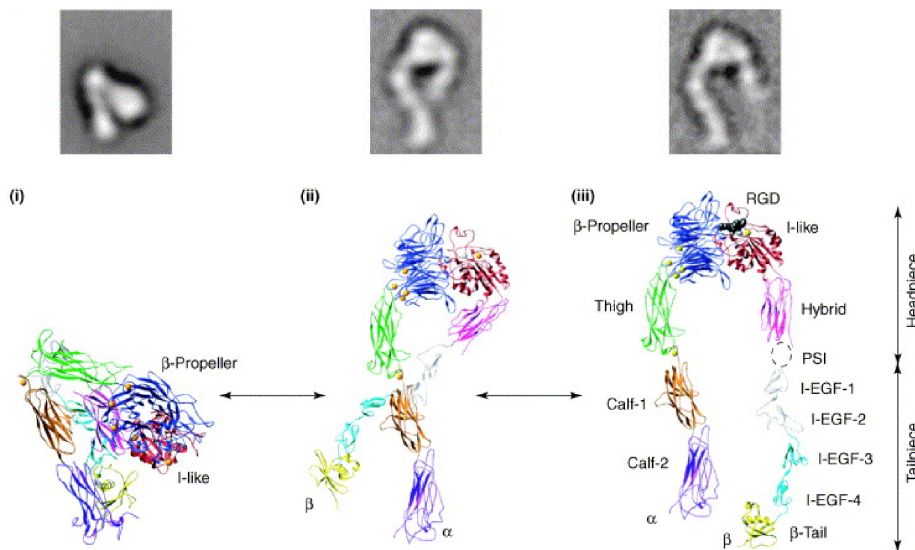 (i)
(ii)
(iii)
RGD
β-Propeller
I-like
Thigh
Hybrid
Headpiece
β-Propeller
PSI
I-EGF-1
Calf-1
I-EGF-2
I-like
Calf-2
I-EGF-3
I-EGF-4
Tailpiece
β
α
α
β
β-Tail